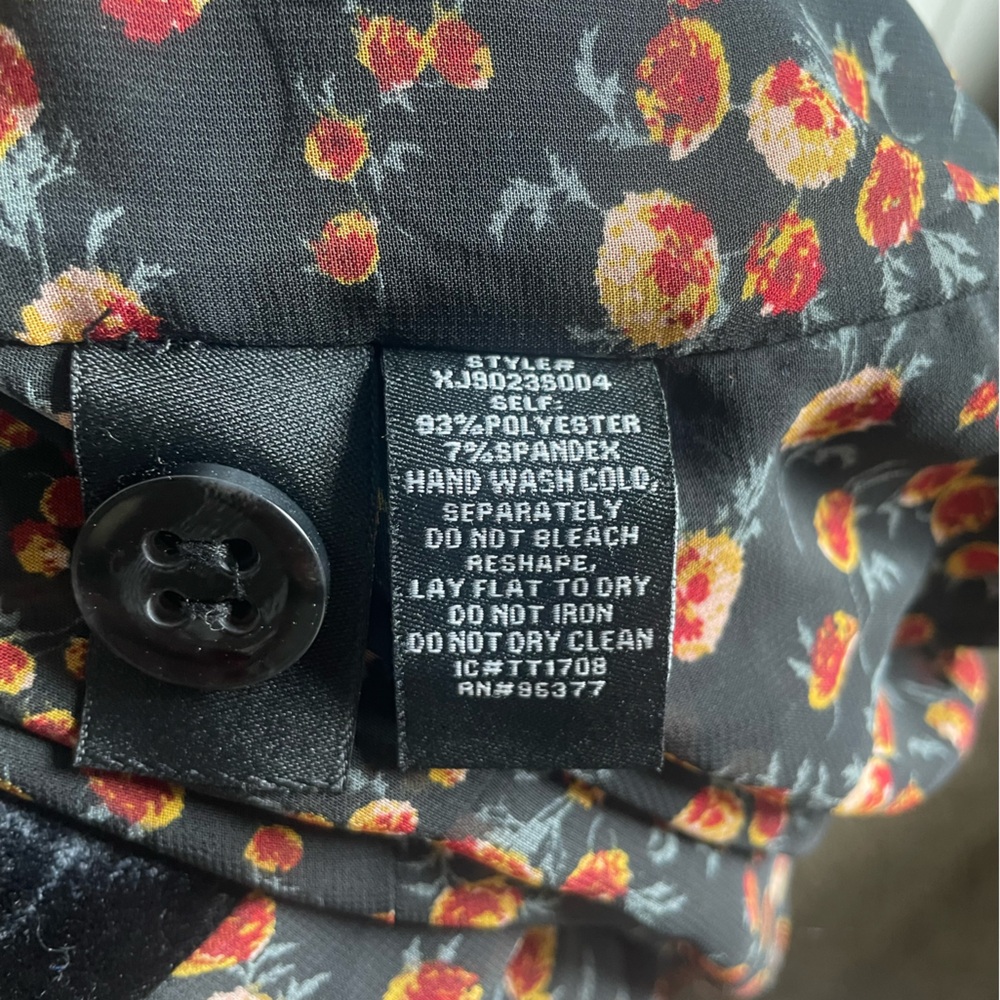 STYLE#
XJ9023S004
SELF:
93%POLYESTER
7%SPANDEX
HAND WASH COLD,
SEPARATELY
DO NOT BLEACH
RESHAPE,
LAY FLAT TO DRY
DO NOT IRON
DO NOT DRY CLEAN
IC#TT1708
RN#95377